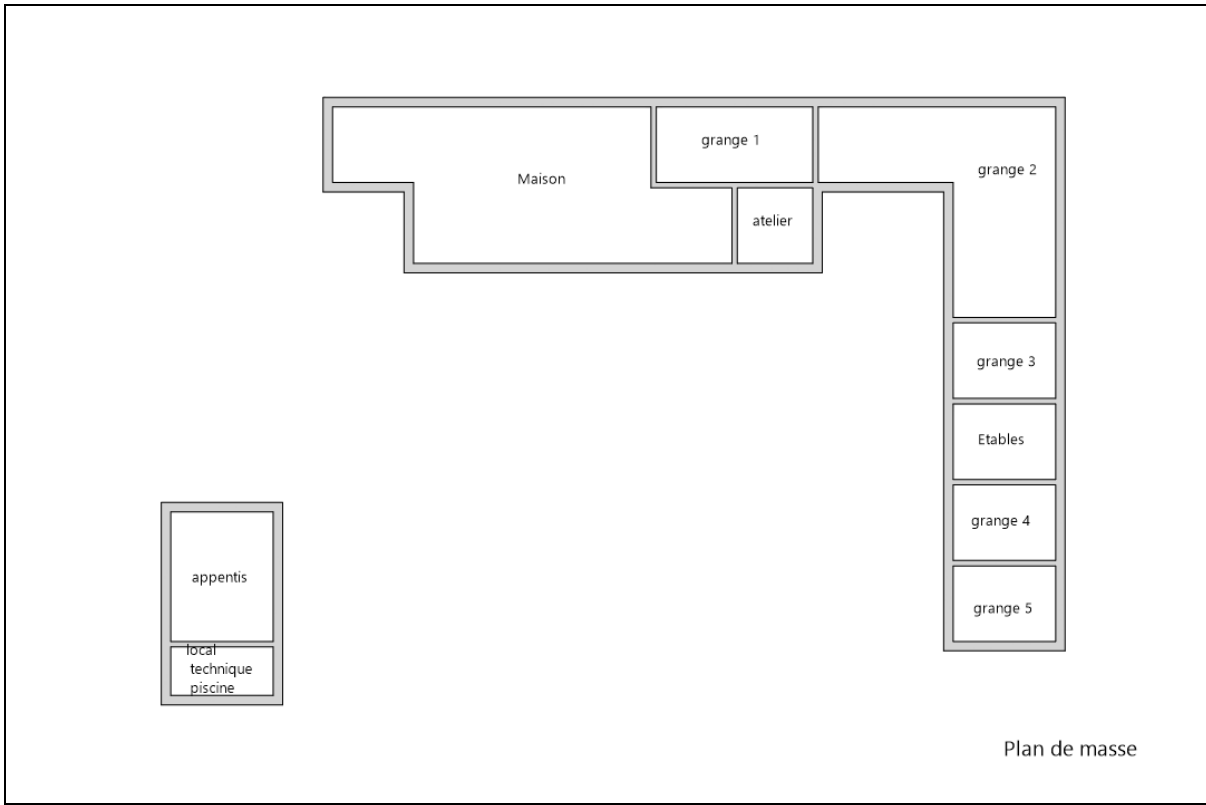 grange 1
grange 2
Maison
atelier
grange 3
Etables
grange 4
appentis
grange 5
local
technique
piscine
Plan de masse